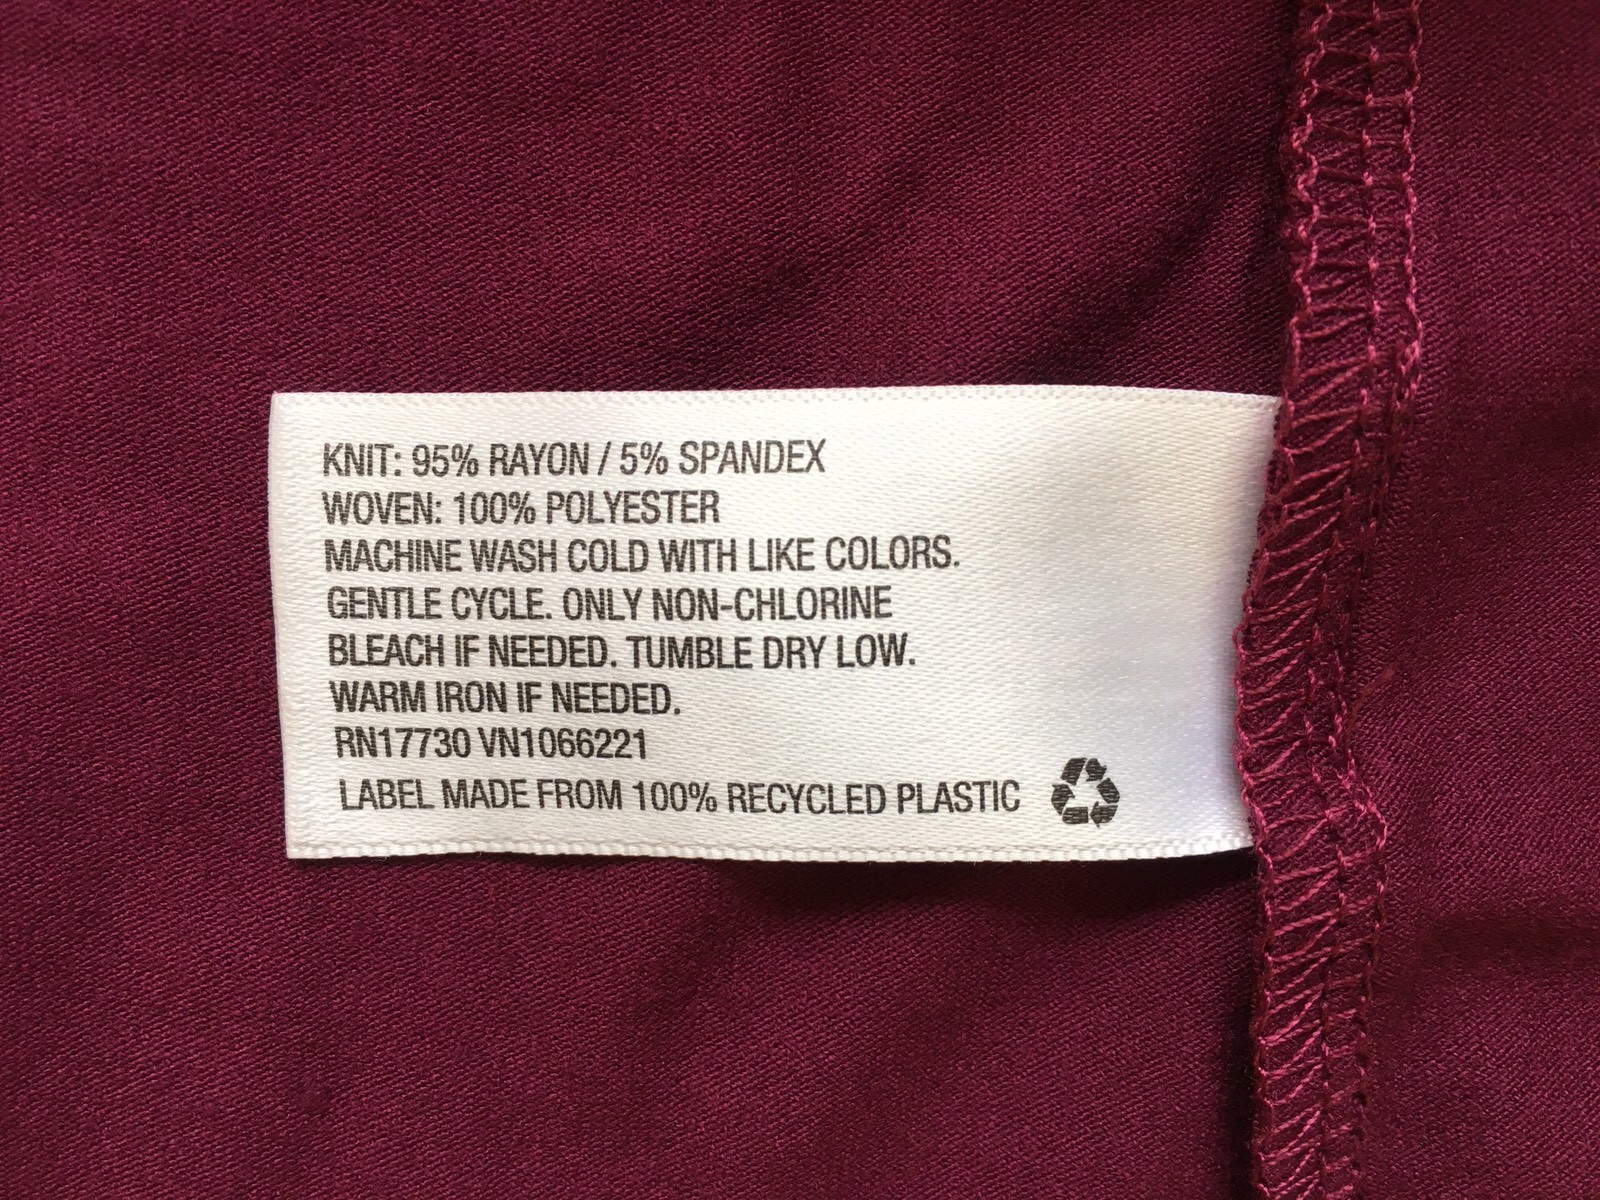 KNIT: 95% RAYON / 5% SPANDEX
WOVEN: 100% POLYESTER
MACHINE WASH COLD WITH LIKE COLORS.
GENTLE CYCLE. ONLY NON-CHLORINE
BLEACH IF NEEDED. TUMBLE DRY LOW.
WARM IRON IF NEEDED.
RN17730 VN1066221
LABEL MADE FROM 100% RECYCLED PLASTIC